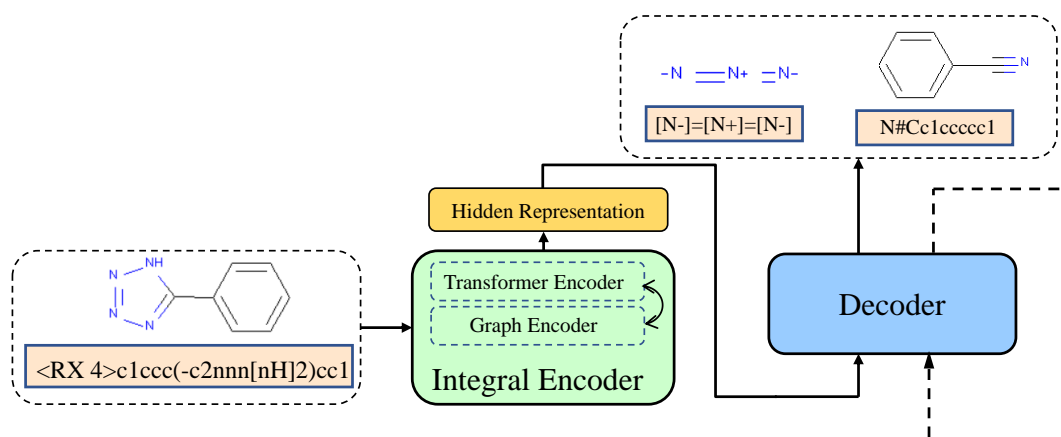 -N =N+ =N-
N
[N-]=[N+]=[N-]
N#Cc1ccccc1
Hidden Representation
NH
N
N
N
Transformer Encoder
Graph Encoder
Integral Encoder
<RX 4>c1ccc(-c2nnn[nH]2)cc1
Decoder